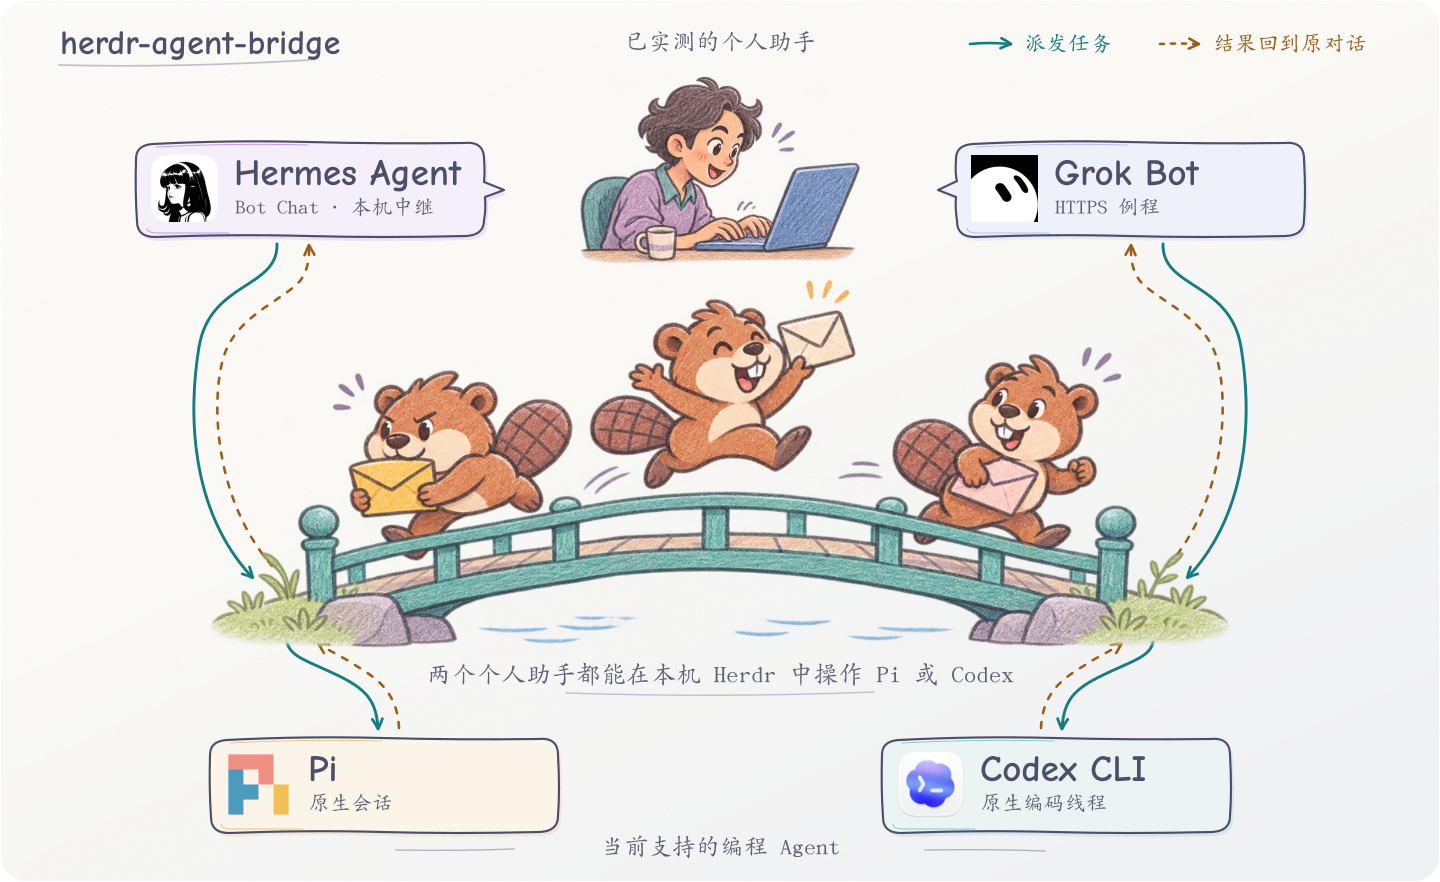 herdr-agent-bridge
已实测的个人助手
派发任务
结果回到原对话
Hermes Agent
Bot Chat · 本机中继
Grok Bot
HTTPS 例程
两个个人助手都能在本机 Herdr 中操作 Pi 或 Codex
Pi
原生会话
Codex CLI
原生编码线程
当前支持的编程 Agent